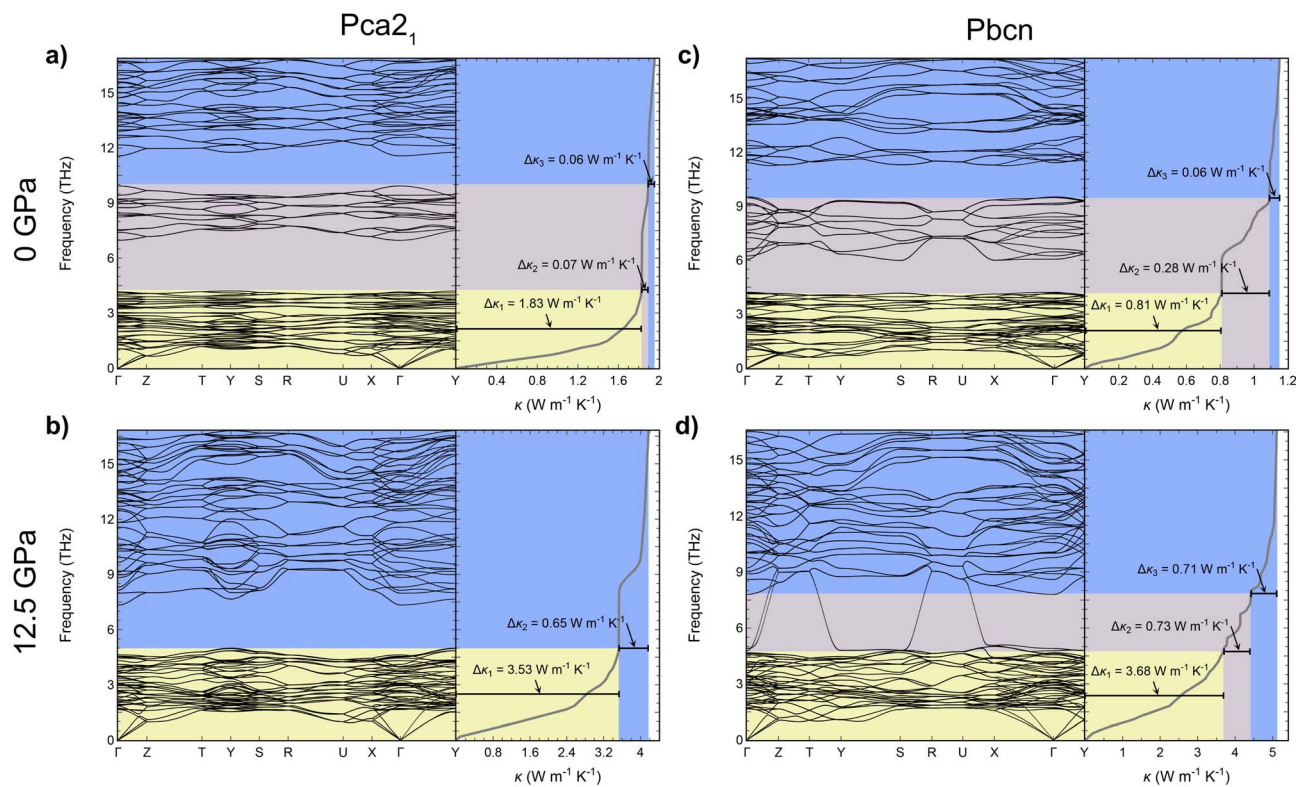 Pca2₁
Pbcn
0 GPa
12.5 GPa
a)
Frequency (THz)
15
12
9
6
3
0
Γ Z T Y S R U X Γ Y
0.4 0.8 1.2 1.6 2
κ (W m⁻¹ K⁻¹)
Δκ₃ = 0.06 W m⁻¹ K⁻¹
Δκ₂ = 0.07 W m⁻¹ K⁻¹
Δκ₁ = 1.83 W m⁻¹ K⁻¹
c)
Frequency (THz)
15
12
9
6
3
0
Γ Z T Y S R U X Γ Y
0.2 0.4 0.6 0.8 1 1.2
κ (W m⁻¹ K⁻¹)
Δκ₃ = 0.06 W m⁻¹ K⁻¹
Δκ₂ = 0.28 W m⁻¹ K⁻¹
Δκ₁ = 0.81 W m⁻¹ K⁻¹
b)
Frequency (THz)
15
12
9
6
3
0
Γ Z T Y S R U X Γ Y
0.8 1.6 2.4 3.2 4
κ (W m⁻¹ K⁻¹)
Δκ₂ = 0.65 W m⁻¹ K⁻¹
Δκ₁ = 3.53 W m⁻¹ K⁻¹
d)
Frequency (THz)
15
12
9
6
3
0
Γ Z T Y S R U X Γ Y
1 2 3 4 5
κ (W m⁻¹ K⁻¹)
Δκ₃ = 0.71 W m⁻¹ K⁻¹
Δκ₂ = 0.73 W m⁻¹ K⁻¹
Δκ₁ = 3.68 W m⁻¹ K⁻¹